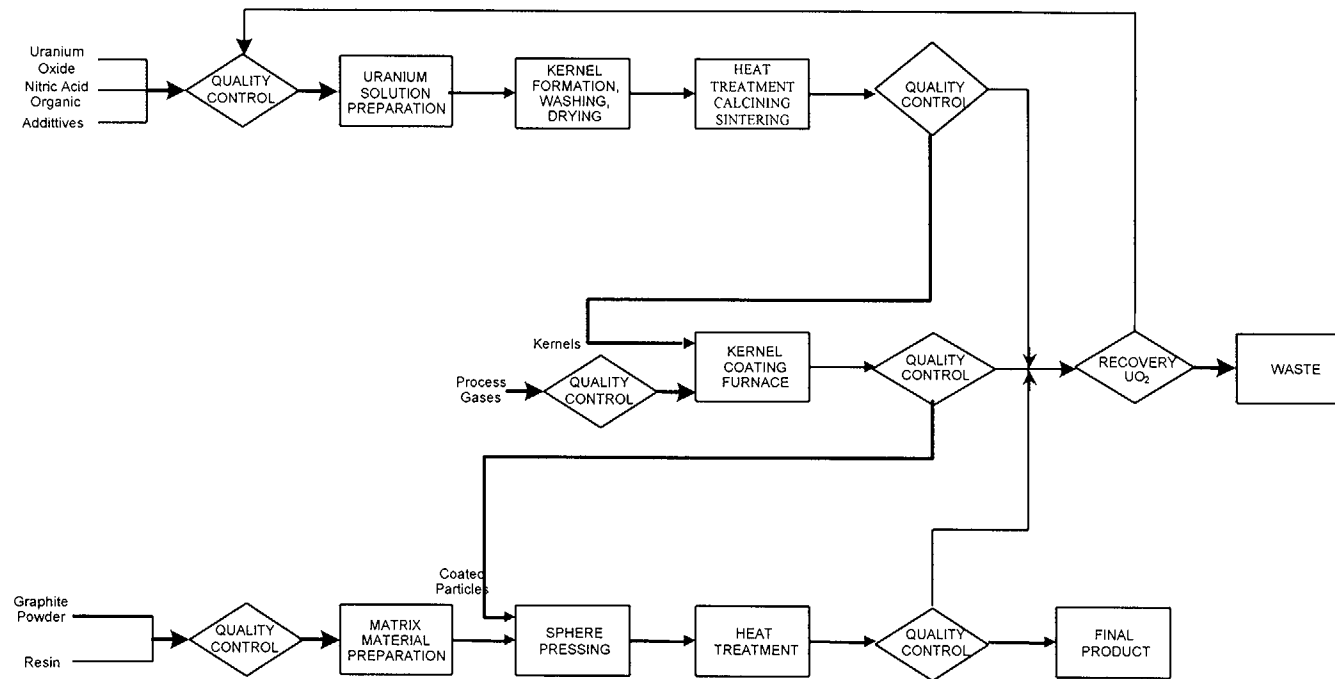 Uranium
Oxide
Nitric Acid
Organic
Addittives
QUALITY
CONTROL
URANIUM
SOLUTION
PREPARATION
KERNEL
FORMATION,
WASHING,
DRYING
HEAT
TREATMENT
CALCINING
SINTERING
QUALITY
CONTROL
Kernels
Process
Gases
QUALITY
CONTROL
KERNEL
COATING
FURNACE
QUALITY
CONTROL
RECOVERY
UO₂
WASTE
Coated
Particles
Graphite
Powder
Resin
QUALITY
CONTROL
MATRIX
MATERIAL
PREPARATION
SPHERE
PRESSING
HEAT
TREATMENT
QUALITY
CONTROL
FINAL
PRODUCT